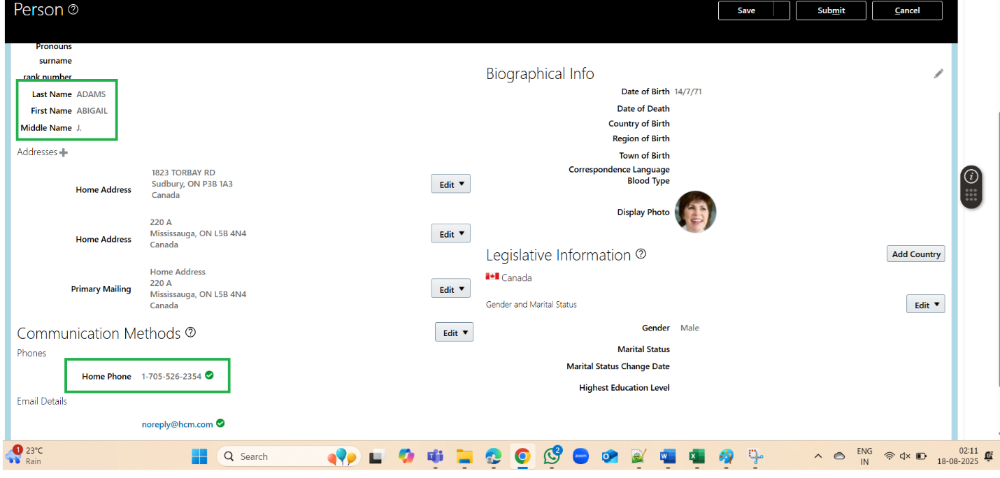 Person
Save
Submit
Cancel
Pronouns
surname
rank number
Last Name ADAMS
First Name ABIGAIL
Middle Name J.
Addresses
Home Address
1823 TORBAY RD
Sudbury, ON P3B 1A3
Canada
Edit
Home Address
220 A
Mississauga, ON L5B 4N4
Canada
Edit
Primary Mailing
Home Address
220 A
Mississauga, ON L5B 4N4
Canada
Edit
Communication Methods
Edit
Phones
Home Phone 1-705-526-2354
Email Details
noreply@hcm.com
Biographical Info
Date of Birth 14/7/71
Date of Death
Country of Birth
Region of Birth
Town of Birth
Correspondence Language
Blood Type
Display Photo
Legislative Information
Add Country
Canada
Gender and Marital Status
Edit
Gender Male
Marital Status
Marital Status Change Date
Highest Education Level
1
23°C
Rain
Search
2
zoom
ENG
IN
02:11
18-08-2025